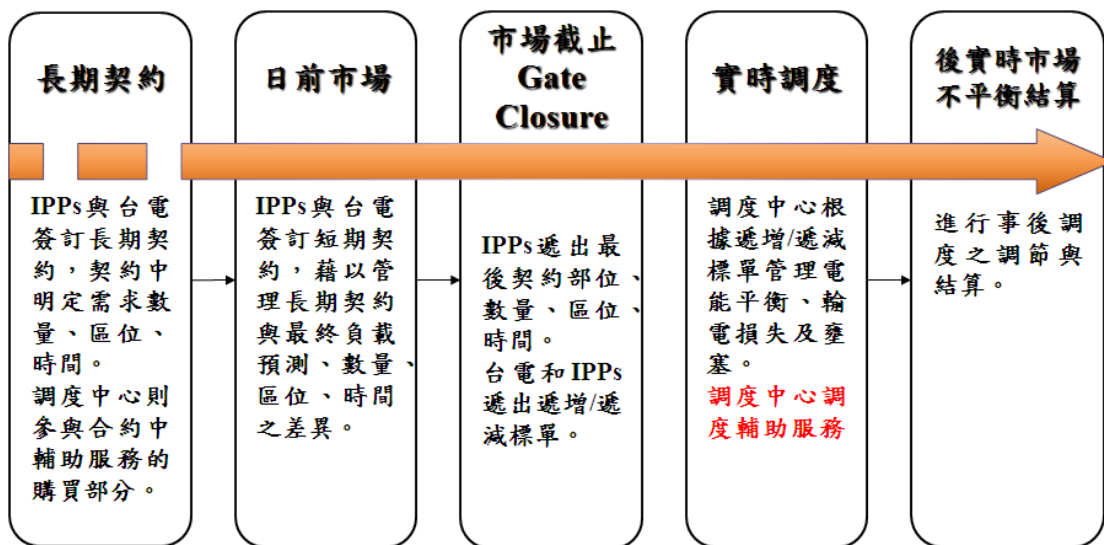 長期契約
IPPs與台電
簽訂長期契
約，契約中
明定需求數
量、區位、
時間。
調度中心則
參與合約中
輔助服務的
購買部分。
日前市場
IPPs與台電
簽訂短期契
約，藉以管
理長期契約
與最終負載
預測、數量、
區位、時間
之差異。
市場截止
Gate
Closure
IPPs遞出最
後契約部位、
數量、區位、
時間。
台電和IPPs
遞出遞增/遞
減標單。
實時調度
調度中心根
據遞增/遞減
標單管理電
能平衡、輸
電損失及壅
塞。
調度中心調
度輔助服務
後實時市場
不平衡結算
進行事後調
度之調節與
結算。